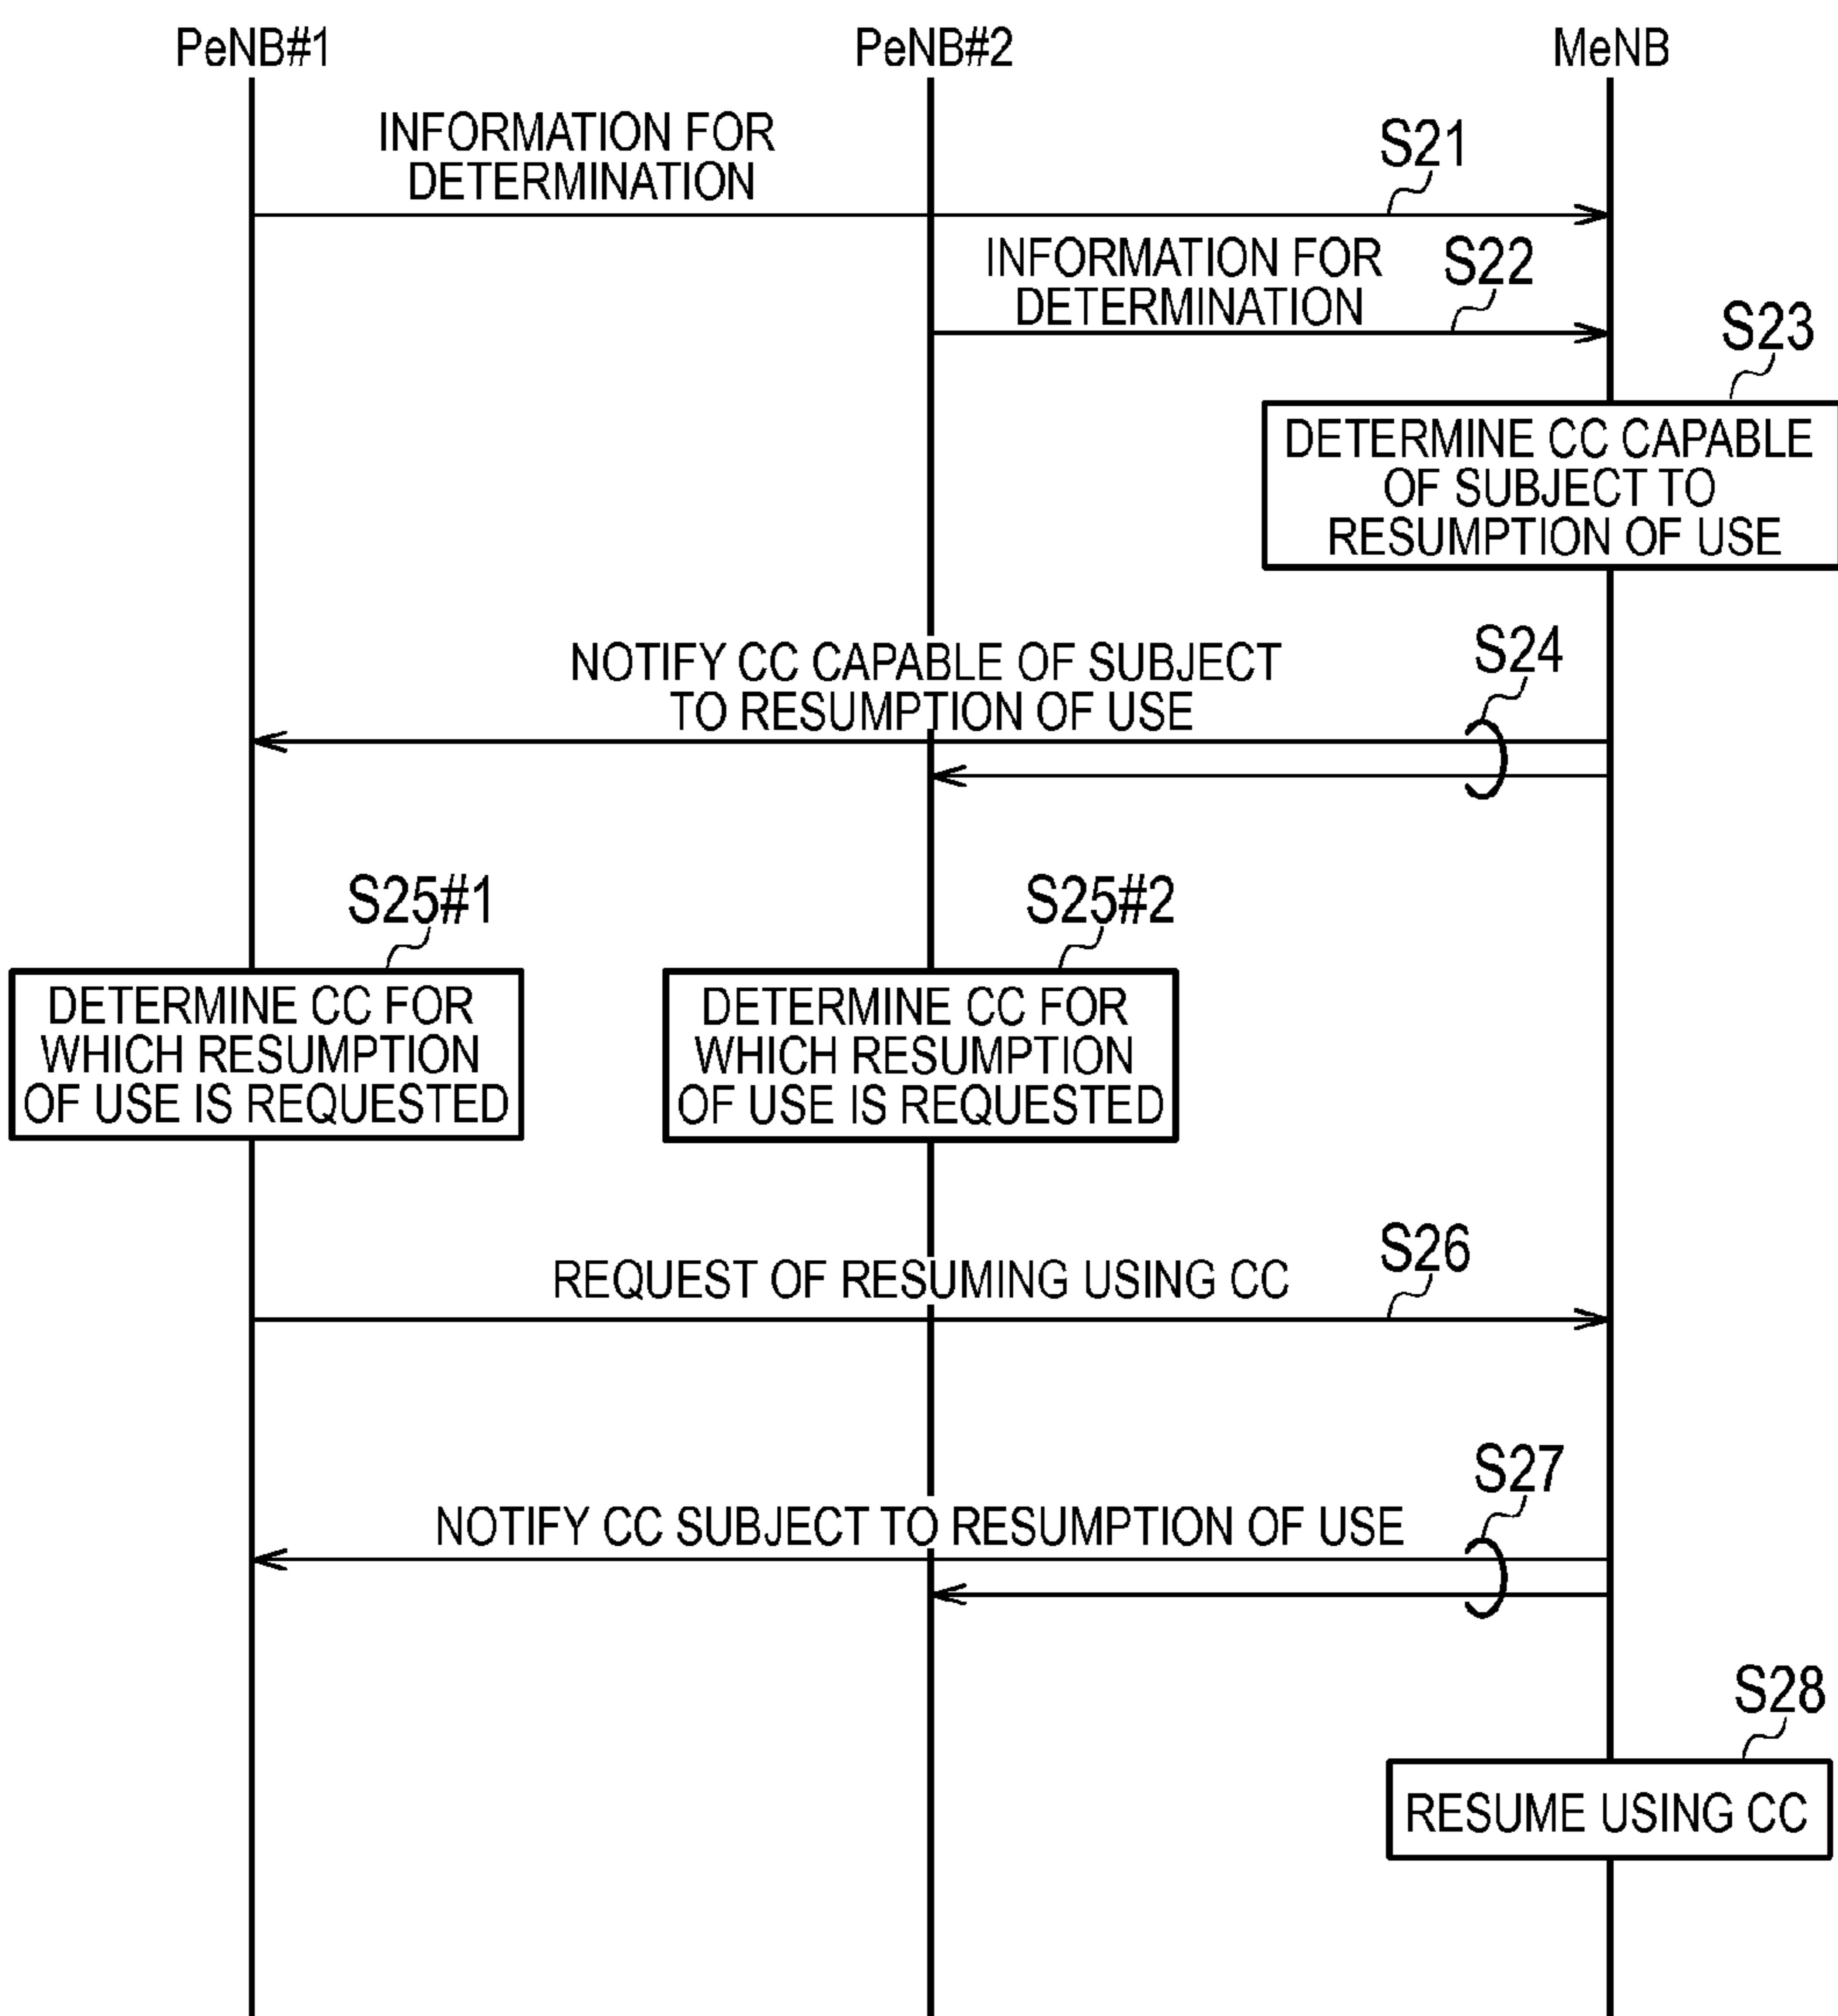 PeNB#1
PeNB#2
MeNB
INFORMATION FOR
DETERMINATION
S21
INFORMATION FOR
DETERMINATION
S22
S23
DETERMINE CC CAPABLE
OF SUBJECT TO
RESUMPTION OF USE
NOTIFY CC CAPABLE OF SUBJECT
TO RESUMPTION OF USE
S24
S25#1
S25#2
DETERMINE CC FOR
WHICH RESUMPTION
OF USE IS REQUESTED
DETERMINE CC FOR
WHICH RESUMPTION
OF USE IS REQUESTED
REQUEST OF RESUMING USING CC
S26
NOTIFY CC SUBJECT TO RESUMPTION OF USE
S27
S28
RESUME USING CC